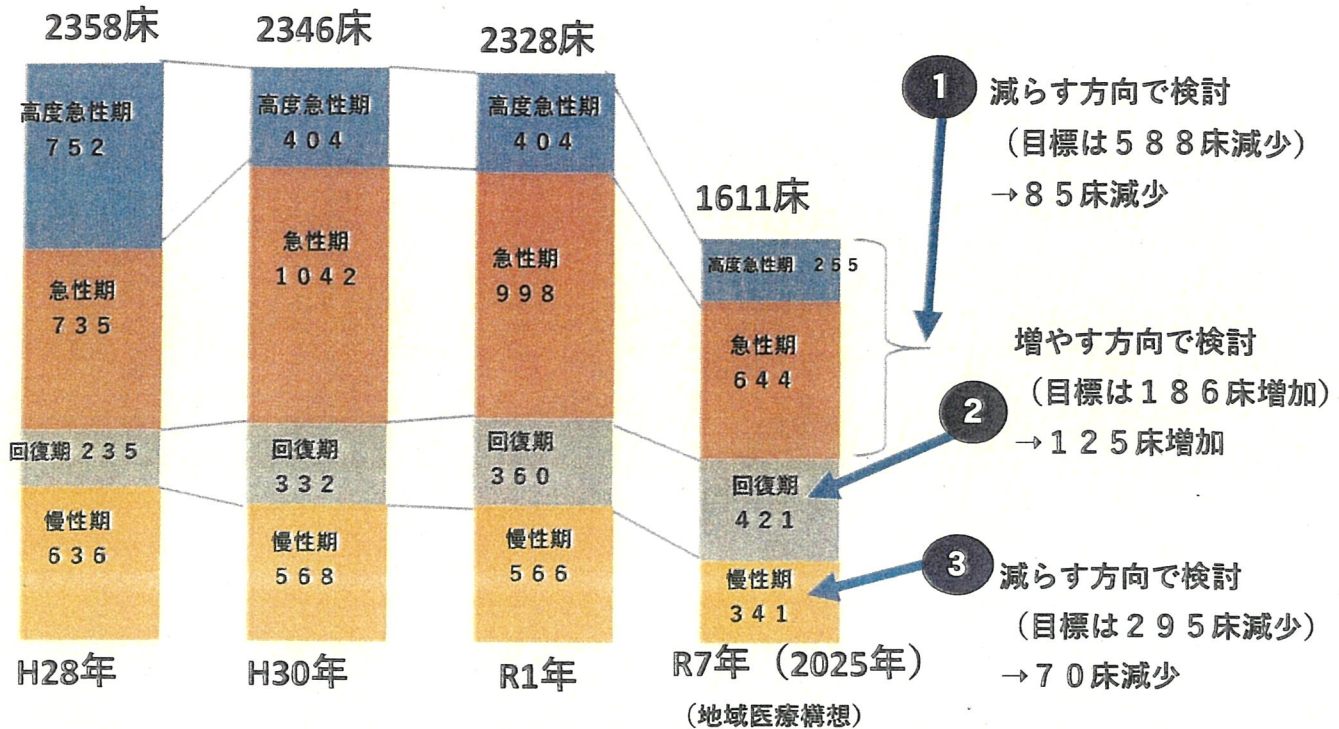 2358床
高度急性期
７５２
急性期
７３５
回復期 ２３５
慢性期
６３６
H28年
2346床
高度急性期
４０４
急性期
１０４２
回復期
３３２
慢性期
５６８
H30年
2328床
高度急性期
４０４
急性期
９９８
回復期
３６０
慢性期
５６６
R1年
1611床
高度急性期　２５５
急性期
６４４
回復期
４２１
慢性期
３４１
R7年（2025年）
（地域医療構想）
1
減らす方向で検討
（目標は５８８床減少）
→８５床減少
2
増やす方向で検討
（目標は１８６床増加）
→１２５床増加
3
減らす方向で検討
（目標は２９５床減少）
→７０床減少